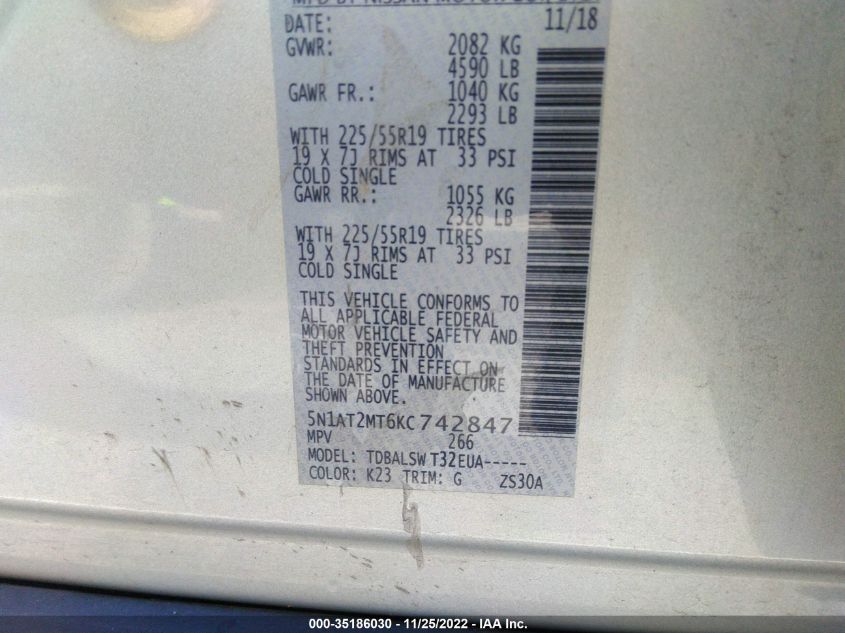 MFD BY NISSAN MOTOR
DATE: 11/18
GVWR: 2082 KG
4590 LB
GAWR FR.: 1040 KG
2293 LB
WITH 225/55R19 TIRES
19 X 7J RIMS AT 33 PSI
COLD SINGLE
GAWR RR.: 1055 KG
2326 LB
WITH 225/55R19 TIRES
19 X 7J RIMS AT 33 PSI
COLD SINGLE
THIS VEHICLE CONFORMS TO
ALL APPLICABLE FEDERAL
MOTOR VEHICLE SAFETY AND
THEFT PREVENTION
STANDARDS IN EFFECT ON
THE DATE OF MANUFACTURE
SHOWN ABOVE.
5N1AT2MT6KC742847
MPV 266
MODEL: TDBALSW T32EUA-----
COLOR: K23 TRIM: G ZS30A
000-35186030 - 11/25/2022 - IAA Inc.